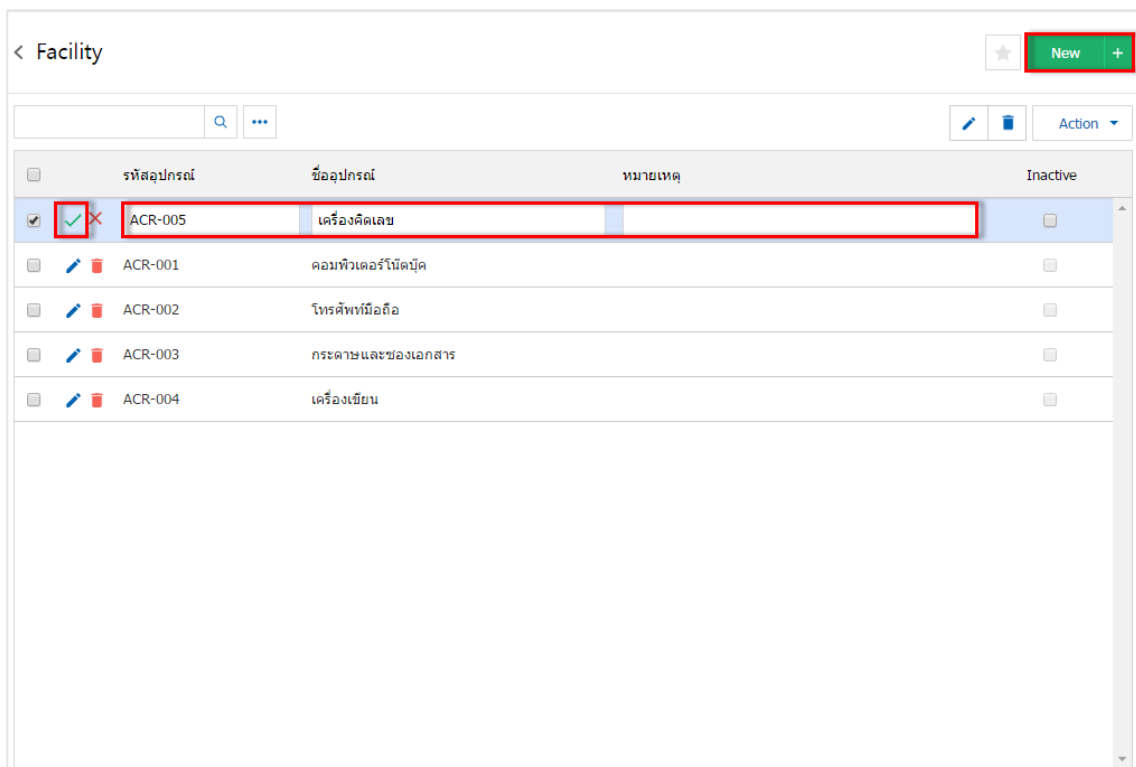 Facility
New +
Action
รหัสอุปกรณ์ ชื่ออุปกรณ์ หมายเหตุ Inactive
ACR-005 เครื่องคิดเลข
ACR-001 คอมพิวเตอร์โน๊ตบุ๊ค
ACR-002 โทรศัพท์มือถือ
ACR-003 กระดาษและซองเอกสาร
ACR-004 เครื่องเขียน